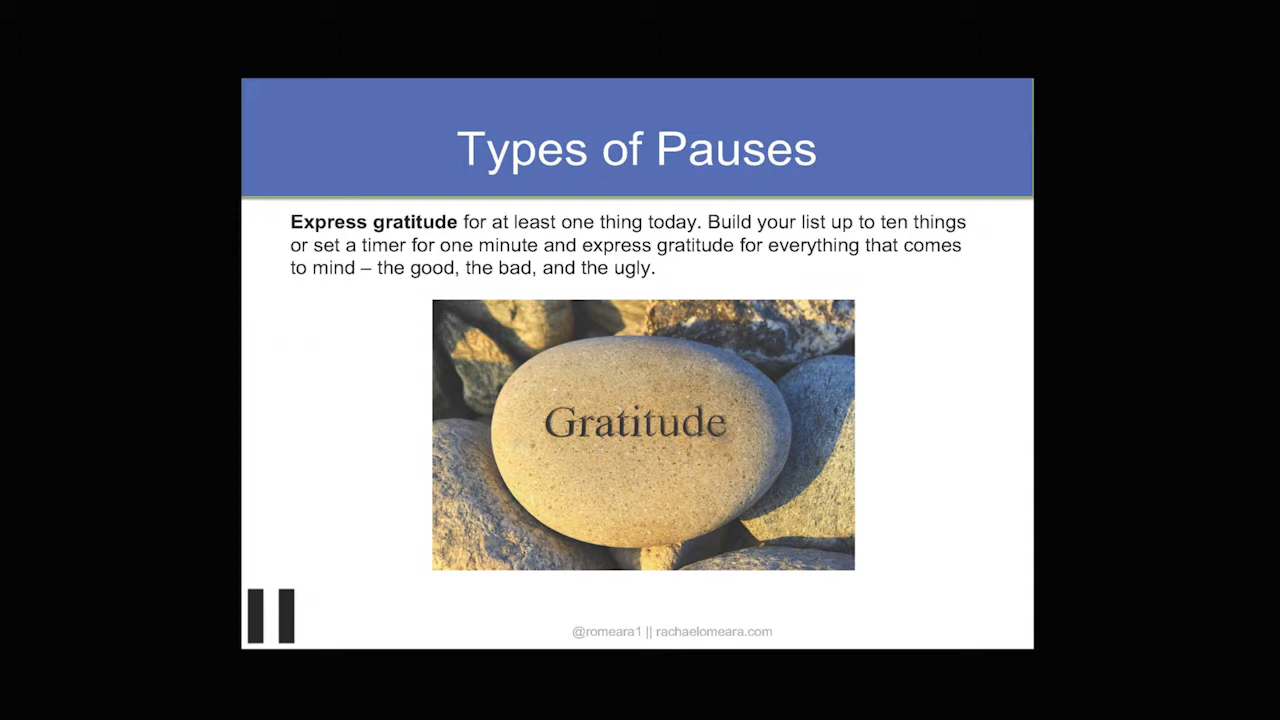 Types of Pauses
Express gratitude for at least one thing today. Build your list up to ten things
or set a timer for one minute and express gratitude for everything that comes
to mind – the good, the bad, and the ugly.
Gratitude
@romeara1 || rachaelomeara.com